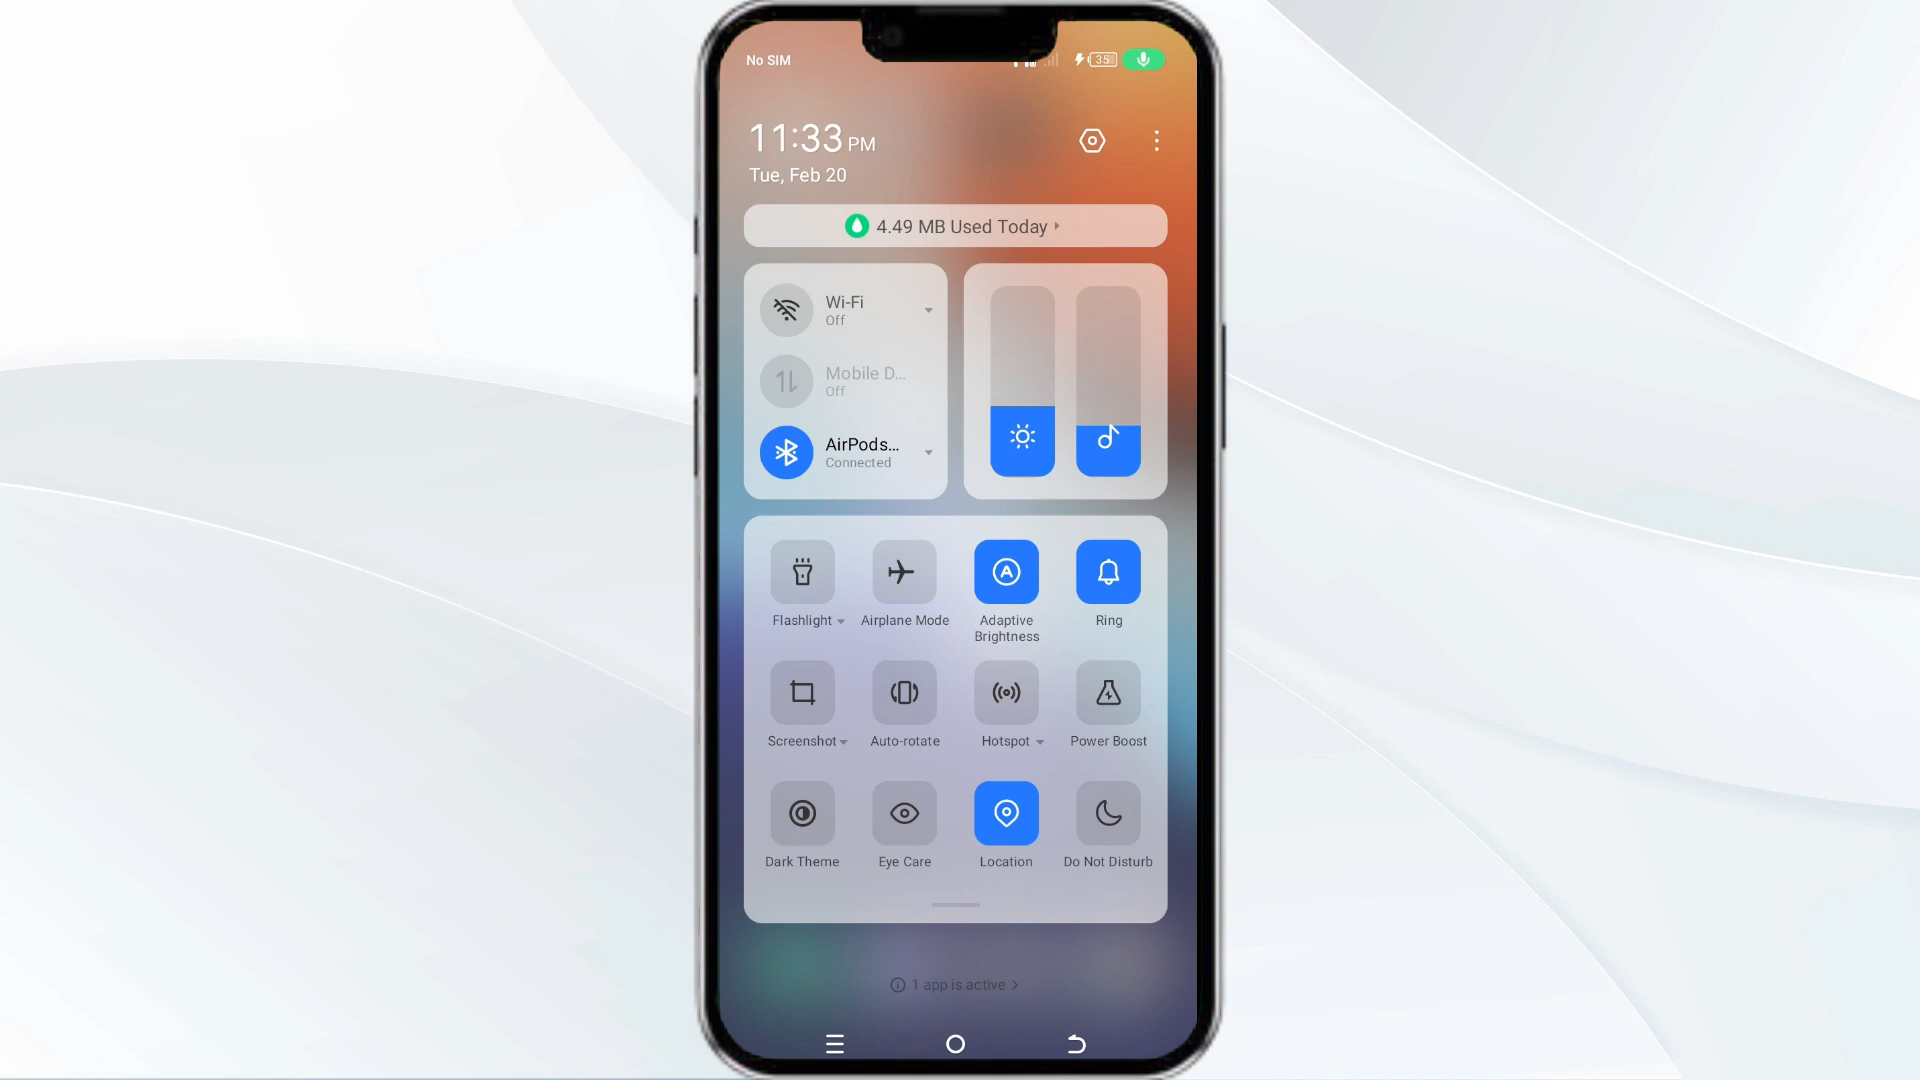 No SIM
35
11:33 PM
Tue, Feb 20
4.49 MB Used Today
Wi-Fi
Off
Mobile D...
Off
AirPods...
Connected
Flashlight
Airplane Mode
Adaptive
Brightness
Ring
Screenshot
Auto-rotate
Hotspot
Power Boost
Dark Theme
Eye Care
Location
Do Not Disturb
1 app is active